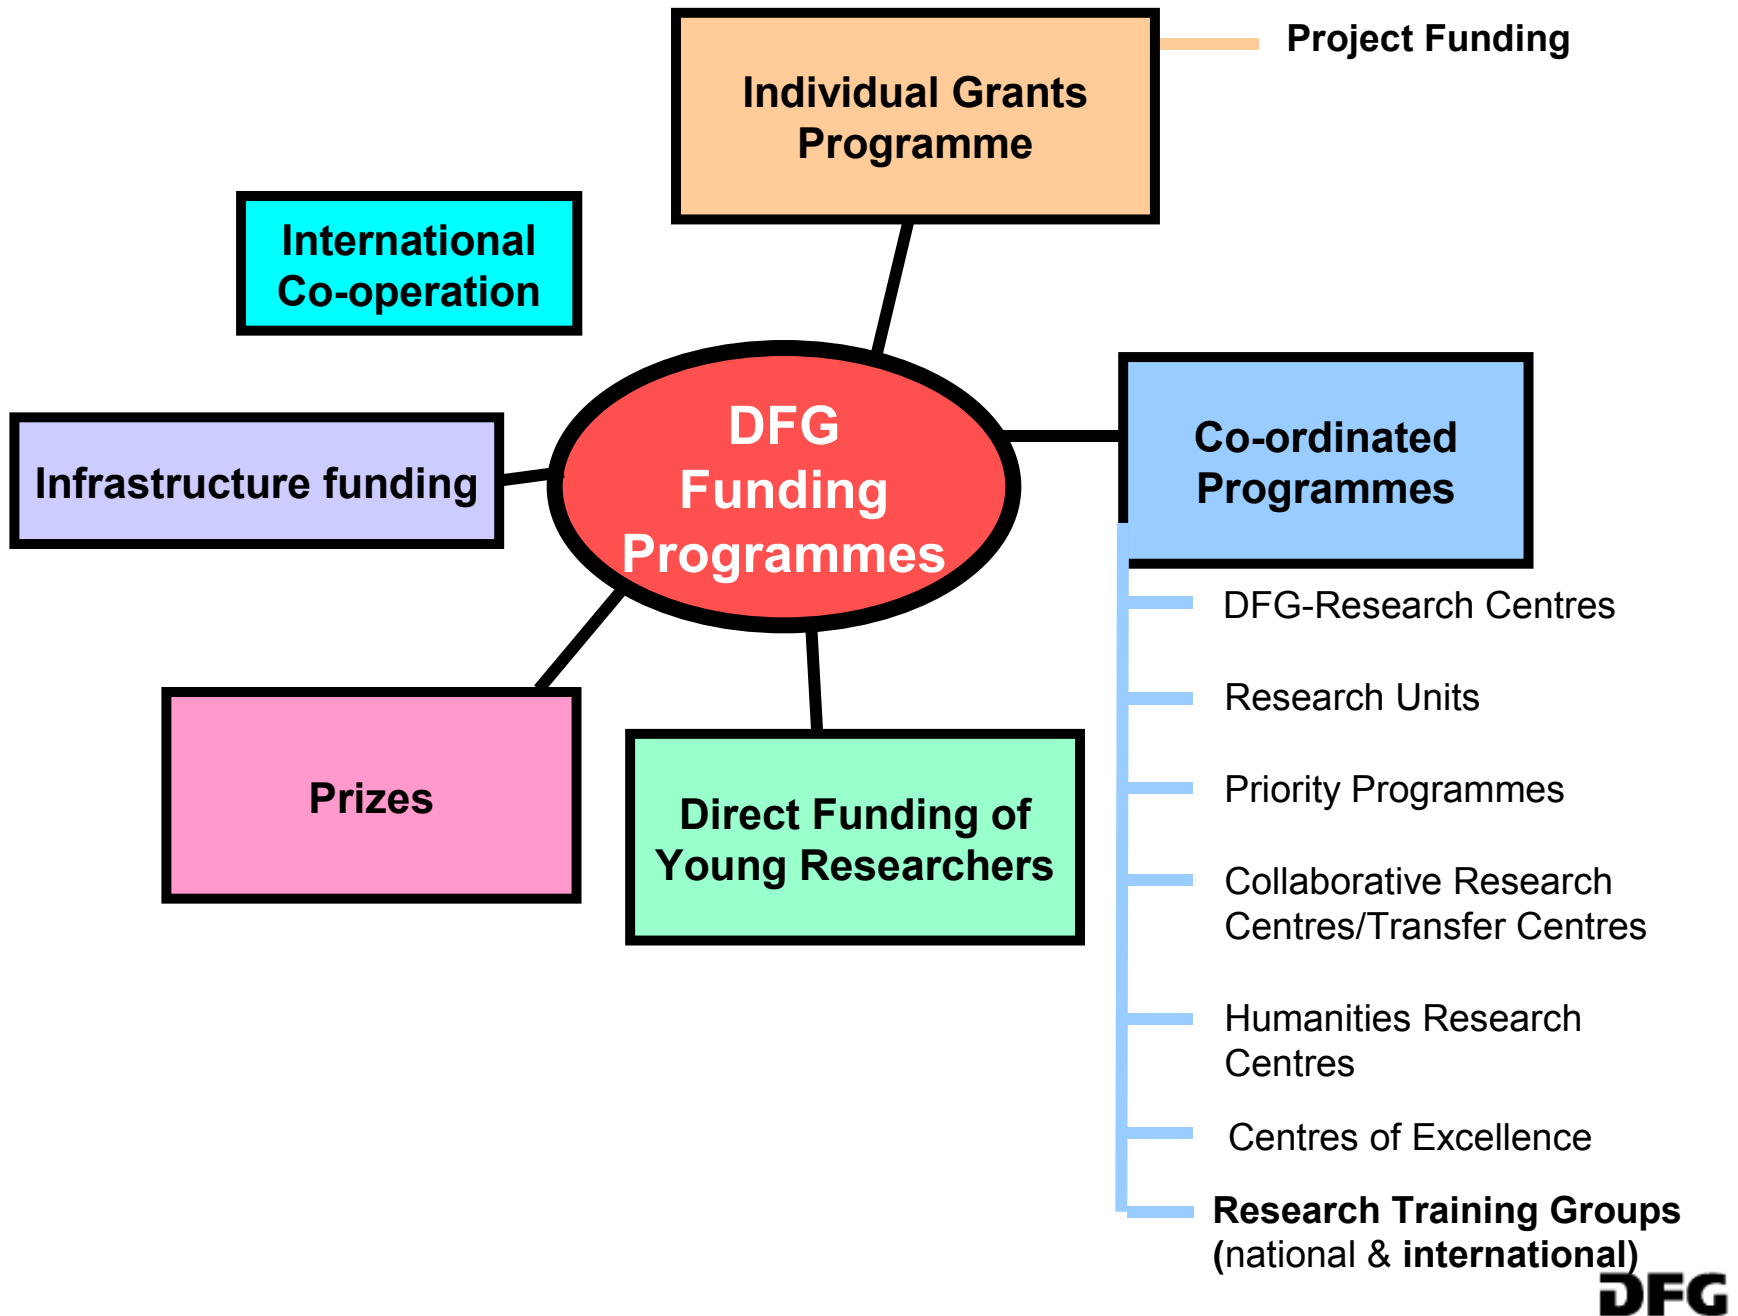 Project Funding
Individual Grants
Programme
International
Co-operation
DFG
Funding
Programmes
Infrastructure funding
Co-ordinated
Programmes
Prizes
Direct Funding of
Young Researchers
DFG-Research Centres
Research Units
Priority Programmes
Collaborative Research
Centres/Transfer Centres
Humanities Research
Centres
Centres of Excellence
Research Training Groups
(national & international)
DFG